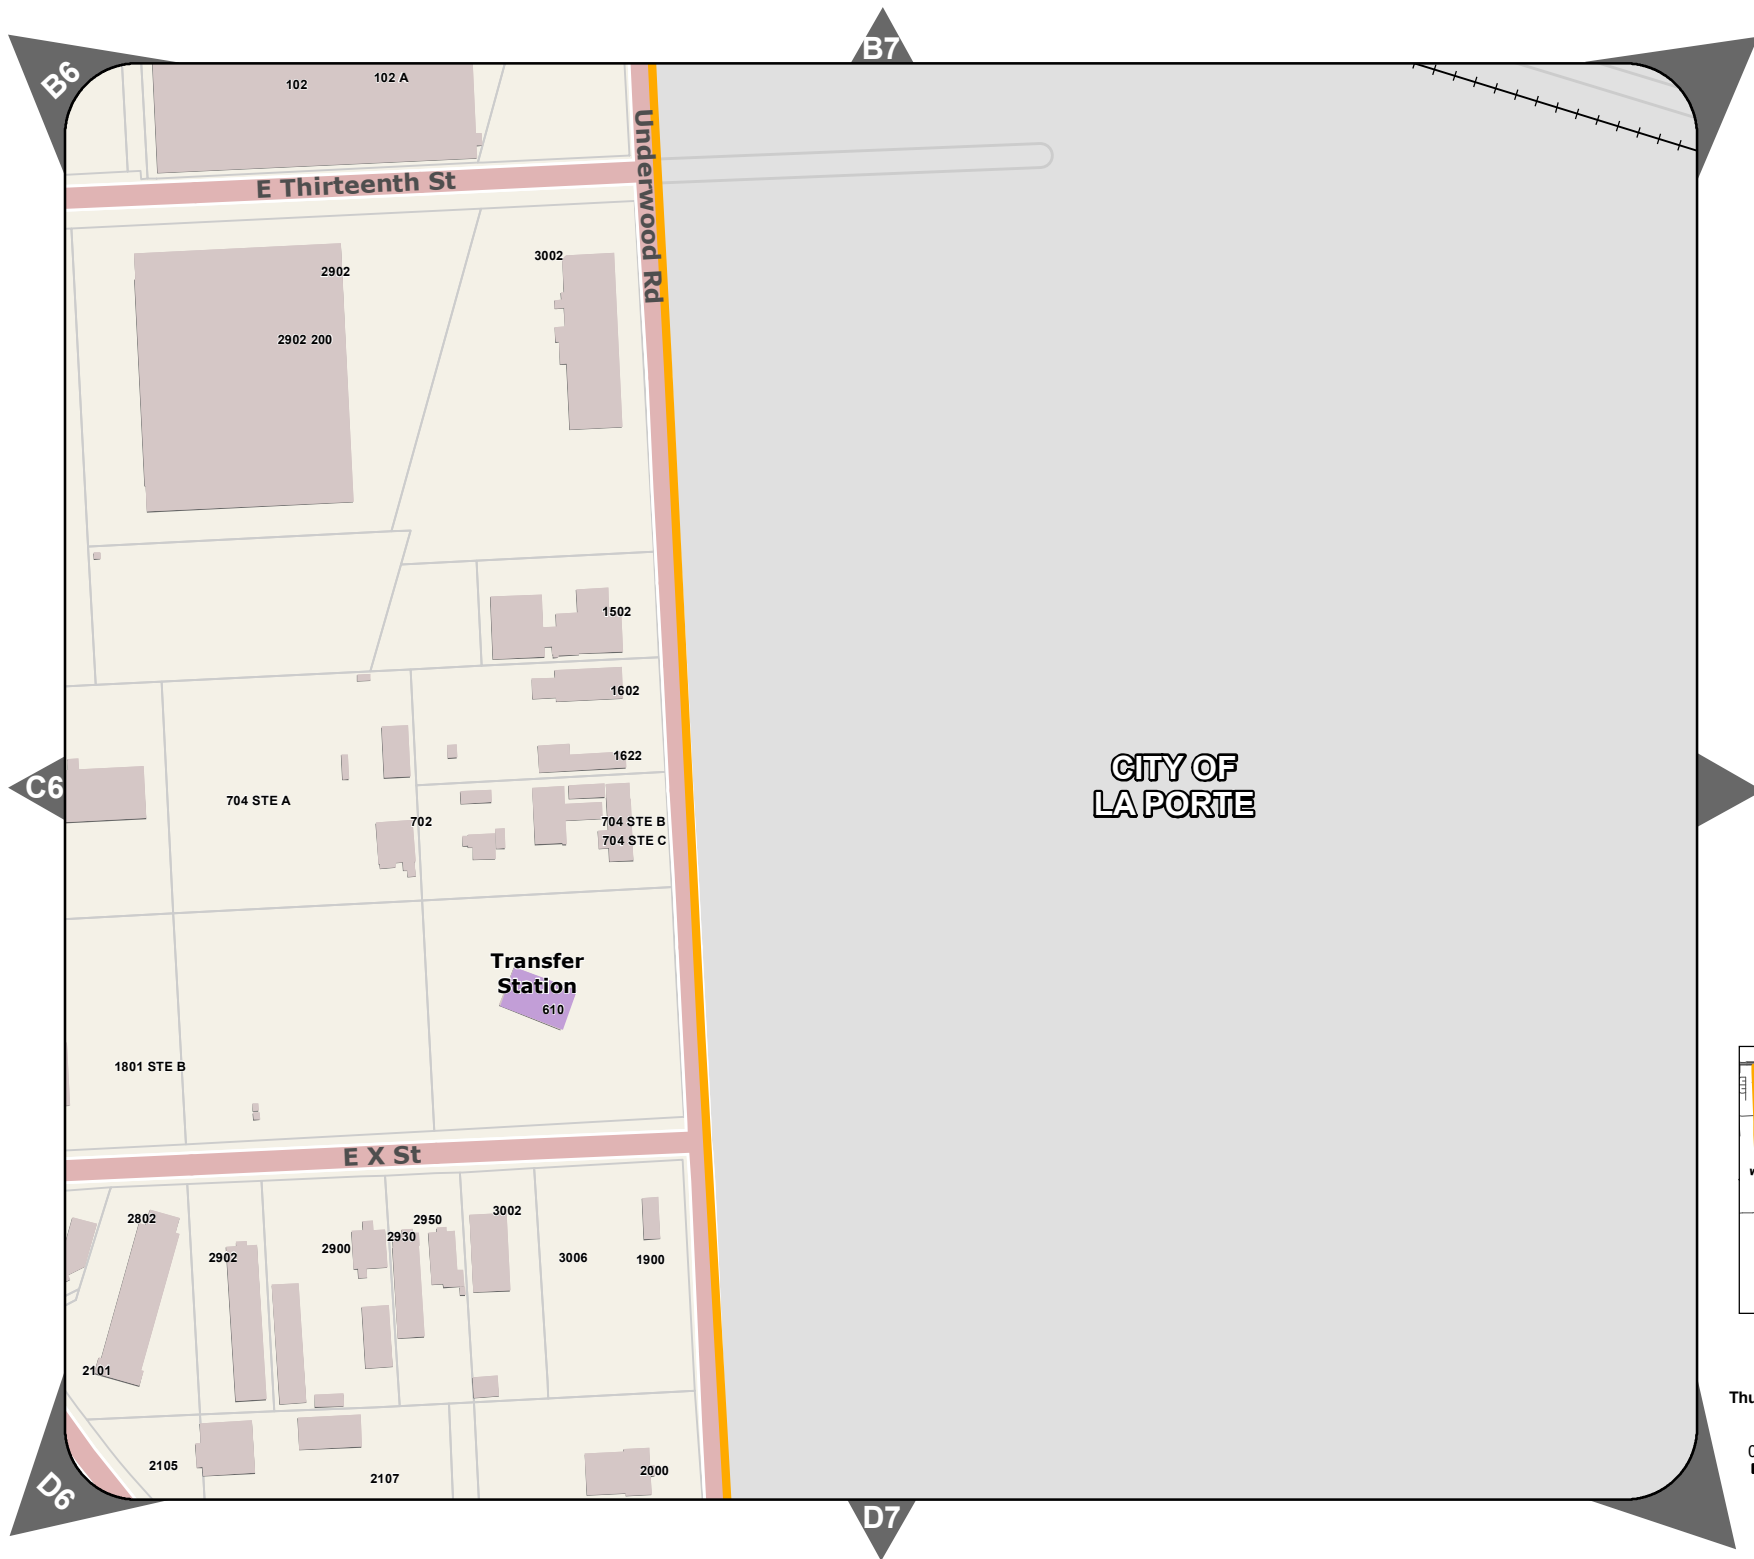 B7
B6
102
102 A
E Thirteenth St
Underwood Rd
2902
3002
2902 200
1502
1602
1622
C6
704 STE A
702
704 STE B
704 STE C
CITY OF
LA PORTE
Transfer
Station
610
1801 STE B
E X St
2802
2902
2900
2930
2950
3002
3006
1900
2101
Thu
2105
2107
2000
D6
D7